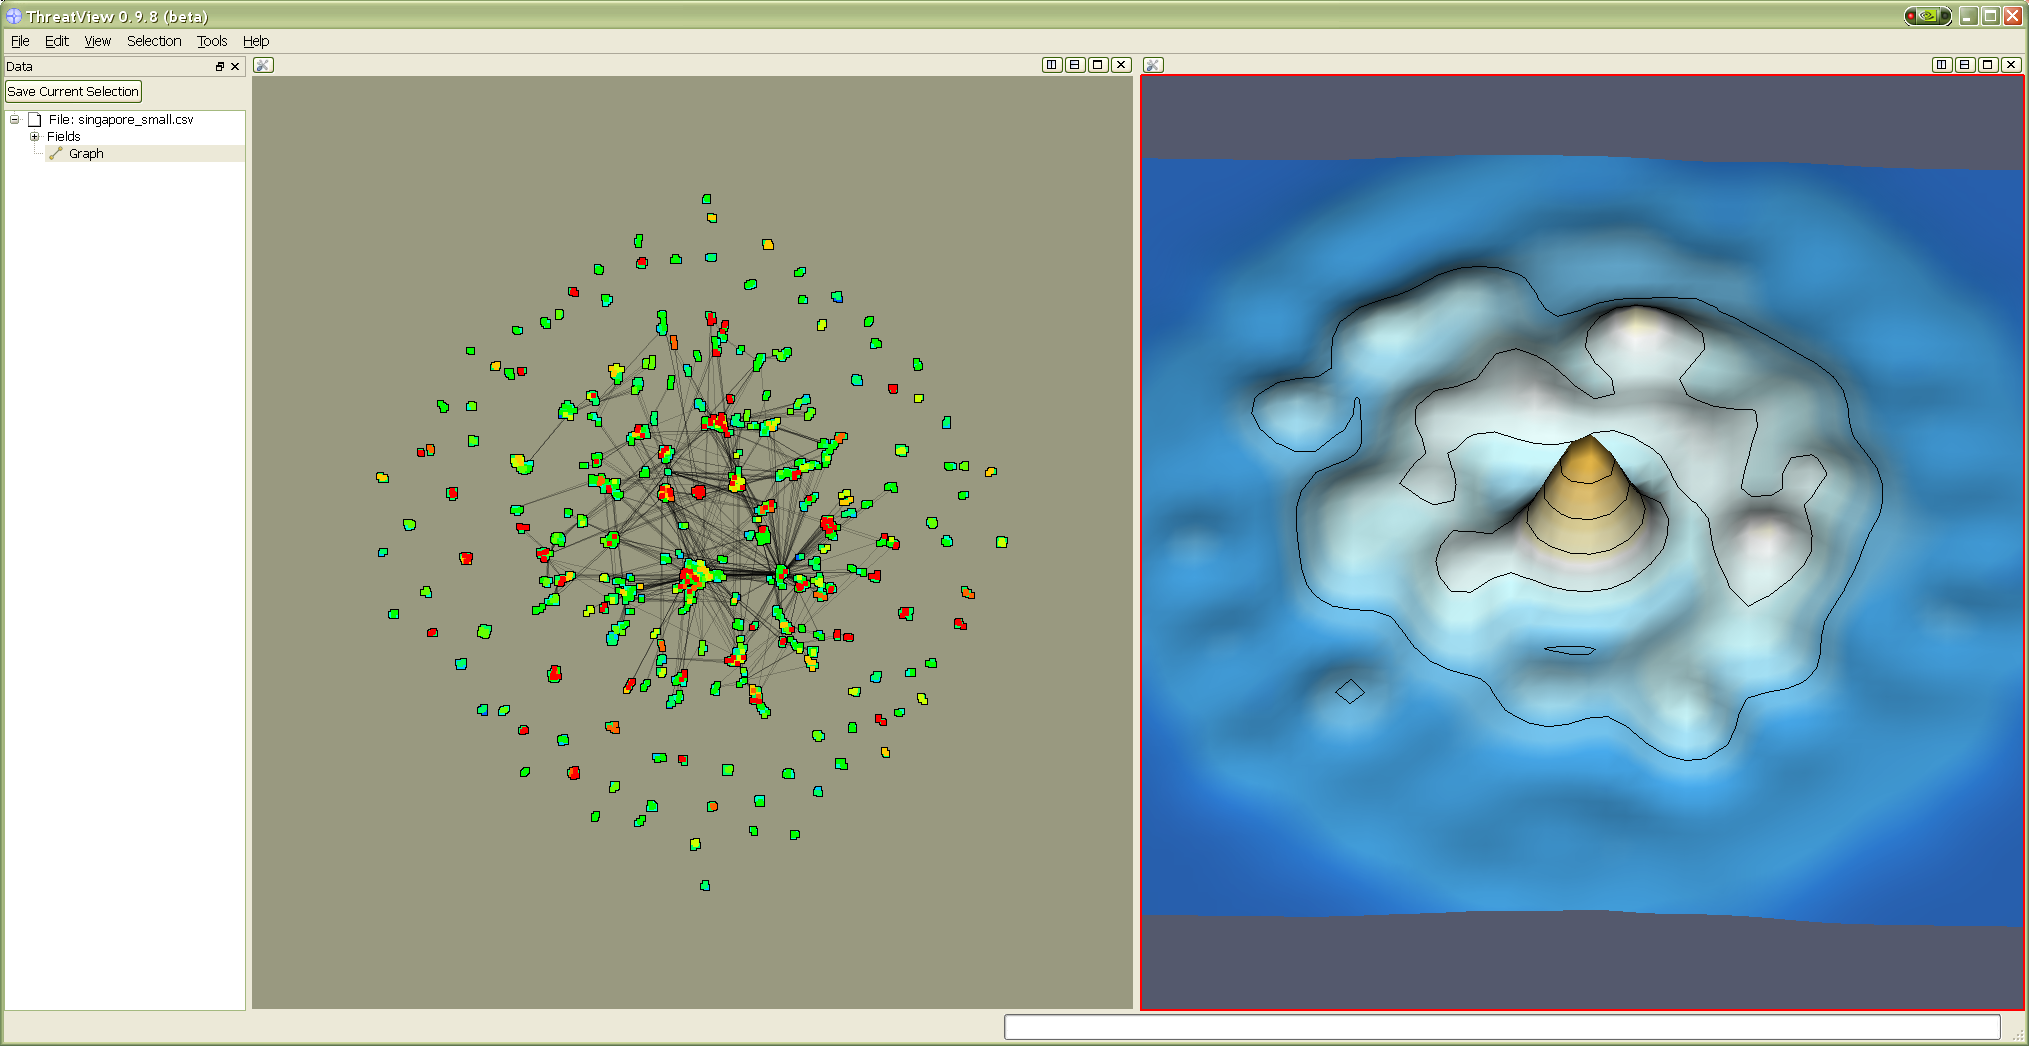 ThreatView 0.9.8 (beta)
File Edit View Selection Tools Help
Data
Save Current Selection
File: singapore_small.csv
Fields
Graph